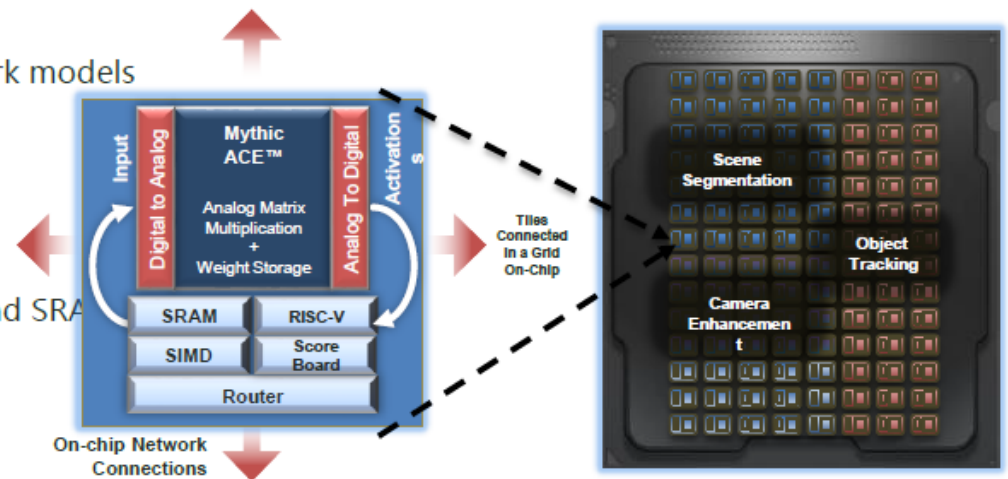 rk models
nd SRA
Input
Digital to Analog
Mythic
ACE™
Analog Matrix
Multiplication
+
Weight Storage
Analog To Digital
Activation
s
SRAM
RISC-V
SIMD
Score
Board
Router
On-chip Network
Connections
Tiles
Connected
In a Grid
On-Chip
Scene
Segmentation
Object
Tracking
Camera
Enhancemen
t